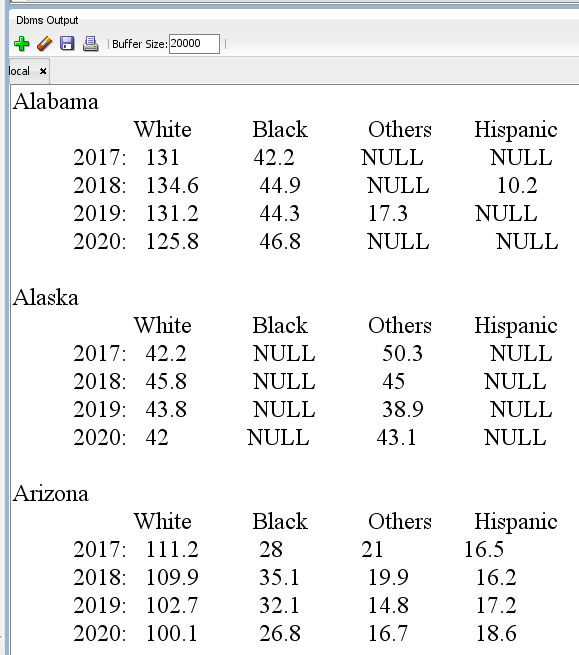 Dbms Output
Buffer Size: 20000
local ×
Alabama
White Black Others Hispanic
2017: 131 42.2 NULL NULL
2018: 134.6 44.9 NULL 10.2
2019: 131.2 44.3 17.3 NULL
2020: 125.8 46.8 NULL NULL
Alaska
White Black Others Hispanic
2017: 42.2 NULL 50.3 NULL
2018: 45.8 NULL 45 NULL
2019: 43.8 NULL 38.9 NULL
2020: 42 NULL 43.1 NULL
Arizona
White Black Others Hispanic
2017: 111.2 28 21 16.5
2018: 109.9 35.1 19.9 16.2
2019: 102.7 32.1 14.8 17.2
2020: 100.1 26.8 16.7 18.6